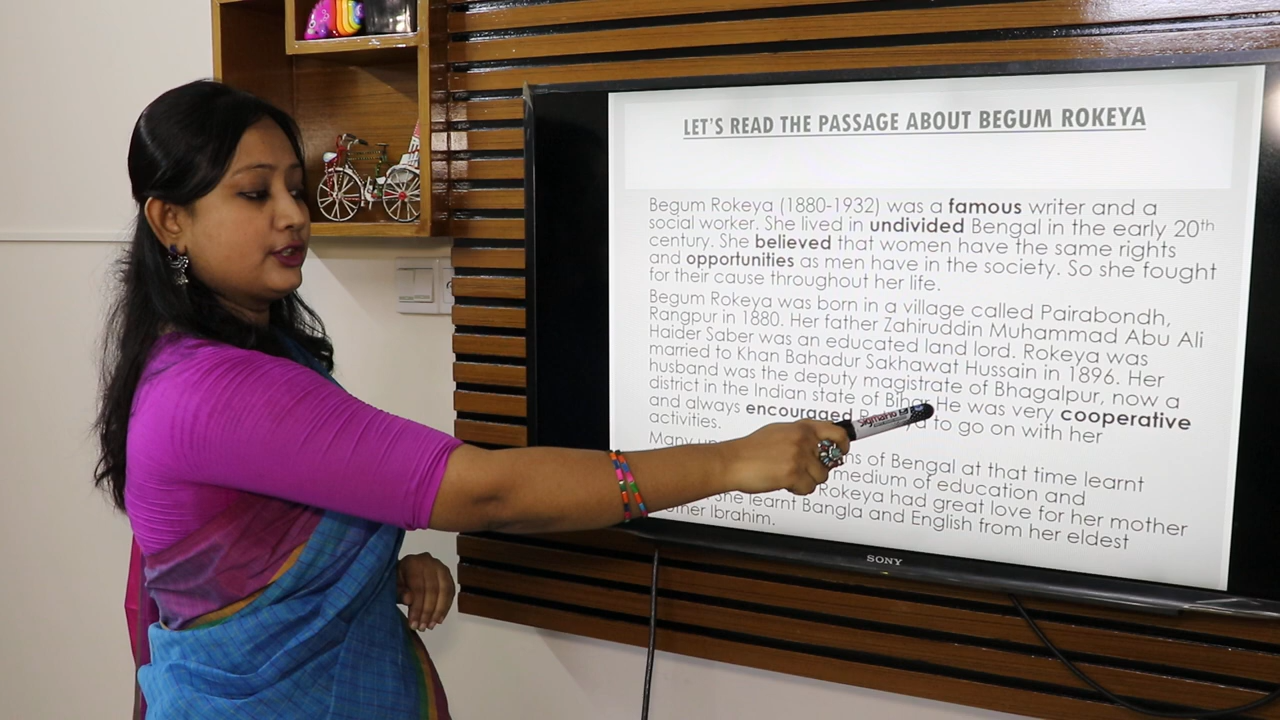 LET'S READ THE PASSAGE ABOUT BEGUM ROKEYA
Begum Rokeya (1880-1932) was a famous writer and a
social worker. She lived in undivided Bengal in the early 20th
century. She believed that women have the same rights
and opportunities as men have in the society. So she fought
for their cause throughout her life.
Begum Rokeya was born in a village called Pairabondh,
Rangpur in 1880. Her father Zahiruddin Muhammad Abu Ali
Haider Saber was an educated land lord. Rokeya was
married to Khan Bahadur Sakhawat Hussain in 1896. Her
husband was the deputy magistrate of Bhagalpur, now a
district in the Indian state of Bihar. He was very cooperative
and always encouraged to go on with her
activities.
Many of Bengal at that time learnt
medium of education and
Rokeya had great love for her mother
she learnt Bangla and English from her eldest
Ibrahim.
SONY